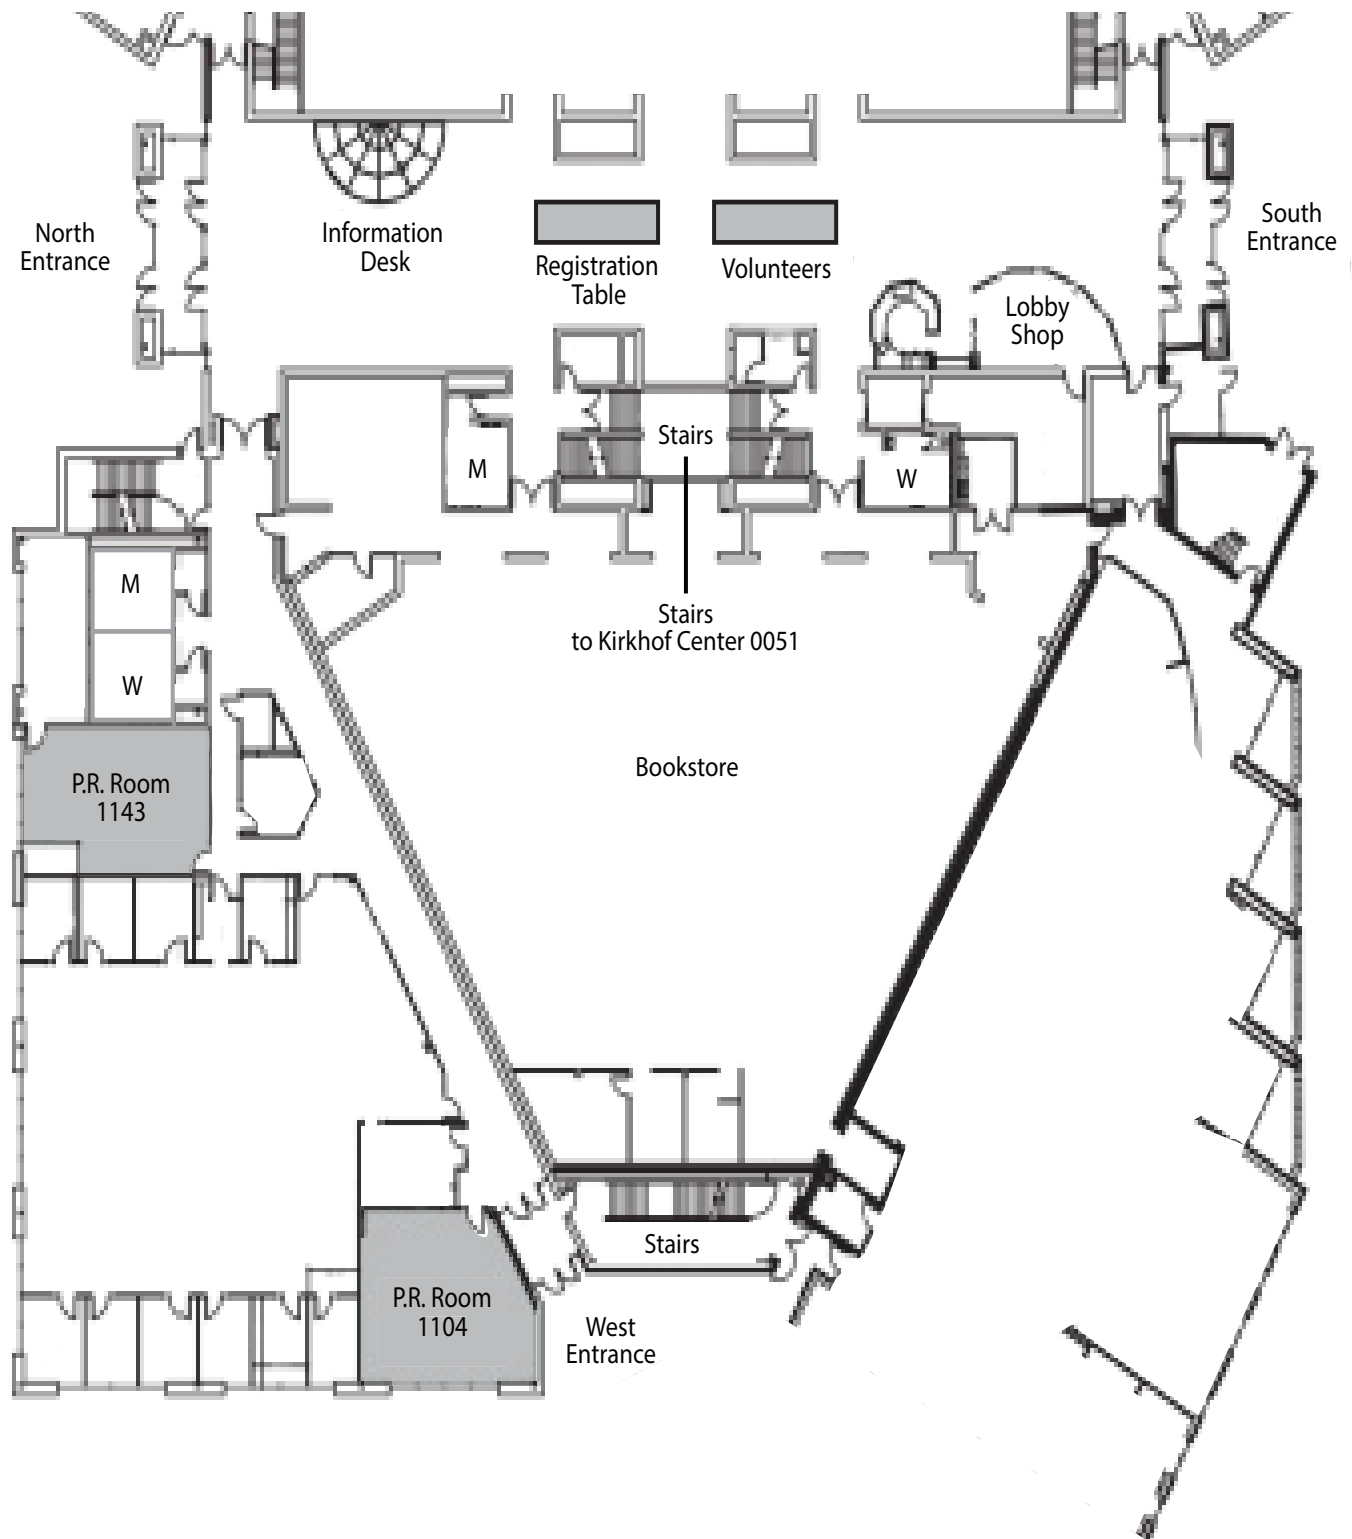 North
Entrance
Information
Desk
Registration
Table
Volunteers
South
Entrance
Lobby
Shop
Stairs
M
W
Stairs
to Kirkhof Center 0051
M
W
P.R. Room
1143
Bookstore
Stairs
P.R. Room
1104
West
Entrance